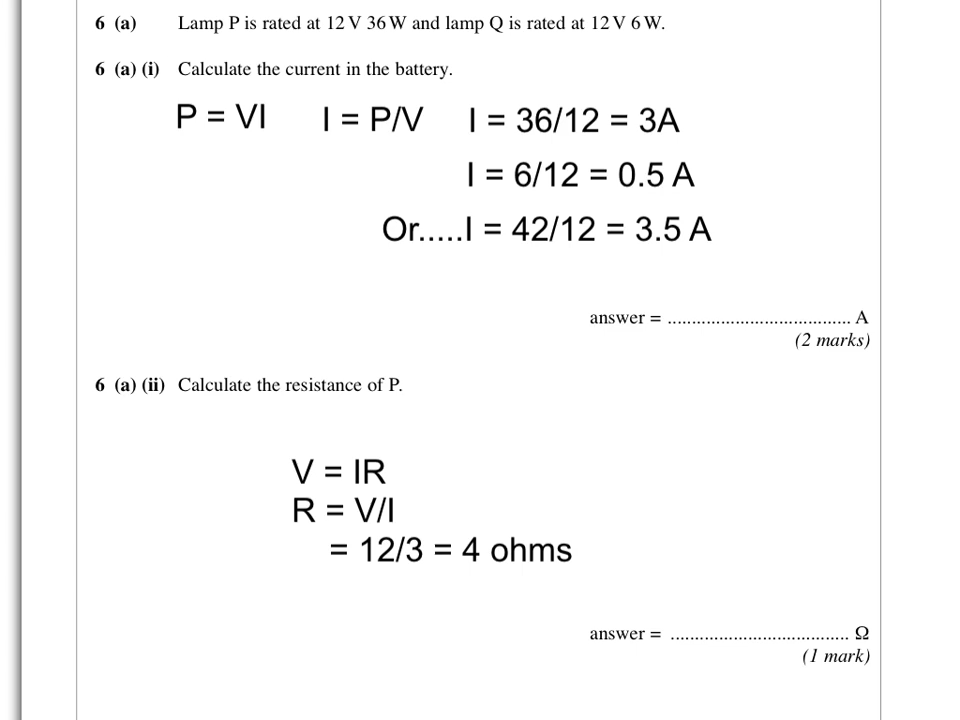 6 (a) Lamp P is rated at 12 V 36 W and lamp Q is rated at 12 V 6 W.
6 (a) (i) Calculate the current in the battery.
P = VI I = P/V I = 36/12 = 3A
I = 6/12 = 0.5 A
Or.....I = 42/12 = 3.5 A
answer = ...................................... A
(2 marks)
6 (a) (ii) Calculate the resistance of P.
V = IR
R = V/I
= 12/3 = 4 ohms
answer = ..................................... Ω
(1 mark)